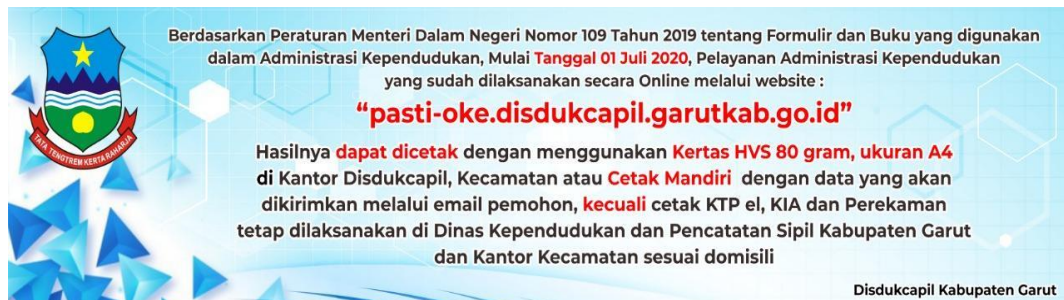 Berdasarkan Peraturan Menteri Dalam Negeri Nomor 109 Tahun 2019 tentang Formulir dan Buku yang digunakan
dalam Administrasi Kependudukan, Mulai Tanggal 01 Juli 2020, Pelayanan Administrasi Kependudukan
yang sudah dilaksanakan secara Online melalui website :
“pasti-oke.disdukcapil.garutkab.go.id”
Hasilnya dapat dicetak dengan menggunakan Kertas HVS 80 gram, ukuran A4
di Kantor Disdukcapil, Kecamatan atau Cetak Mandiri dengan data yang akan
dikirimkan melalui email pemohon, kecuali cetak KTP el, KIA dan Perekaman
tetap dilaksanakan di Dinas Kependudukan dan Pencatatan Sipil Kabupaten Garut
dan Kantor Kecamatan sesuai domisili
TATA TENGTREM KERTA RAHARJA
Disdukcapil Kabupaten Garut